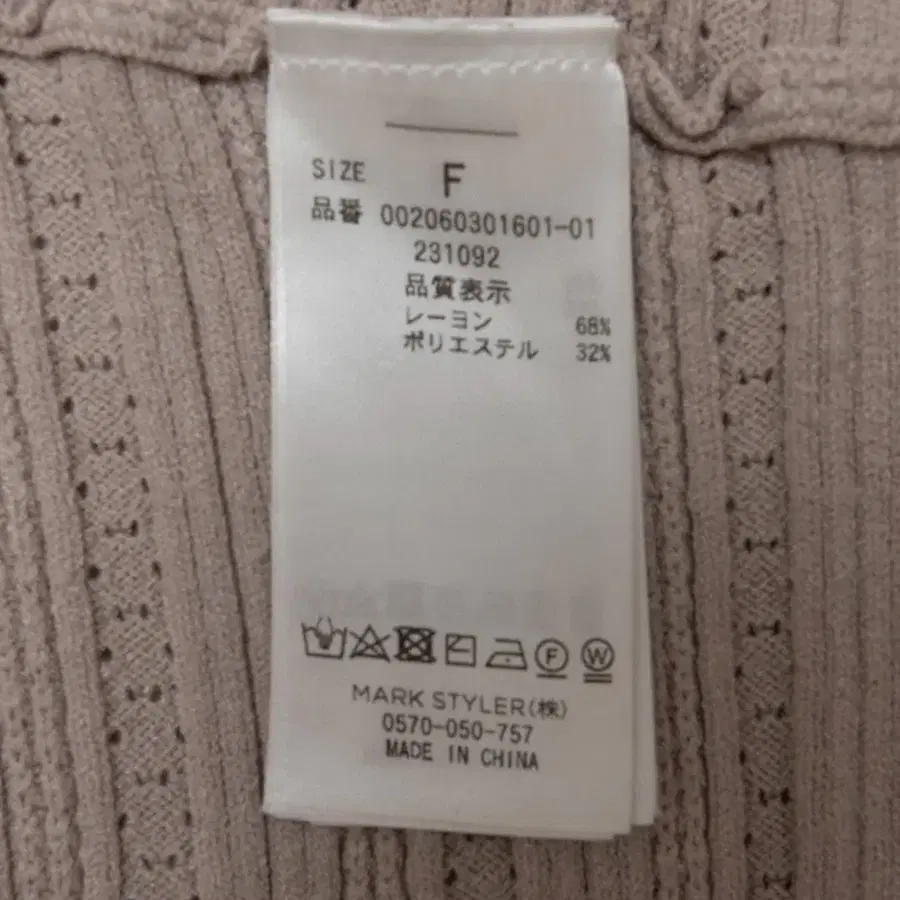 SIZE F
品番 002060301601-01
231092
品質表示
レーヨン 68%
ポリエステル 32%
F W
MARK STYLER(株)
0570-050-757
MADE IN CHINA